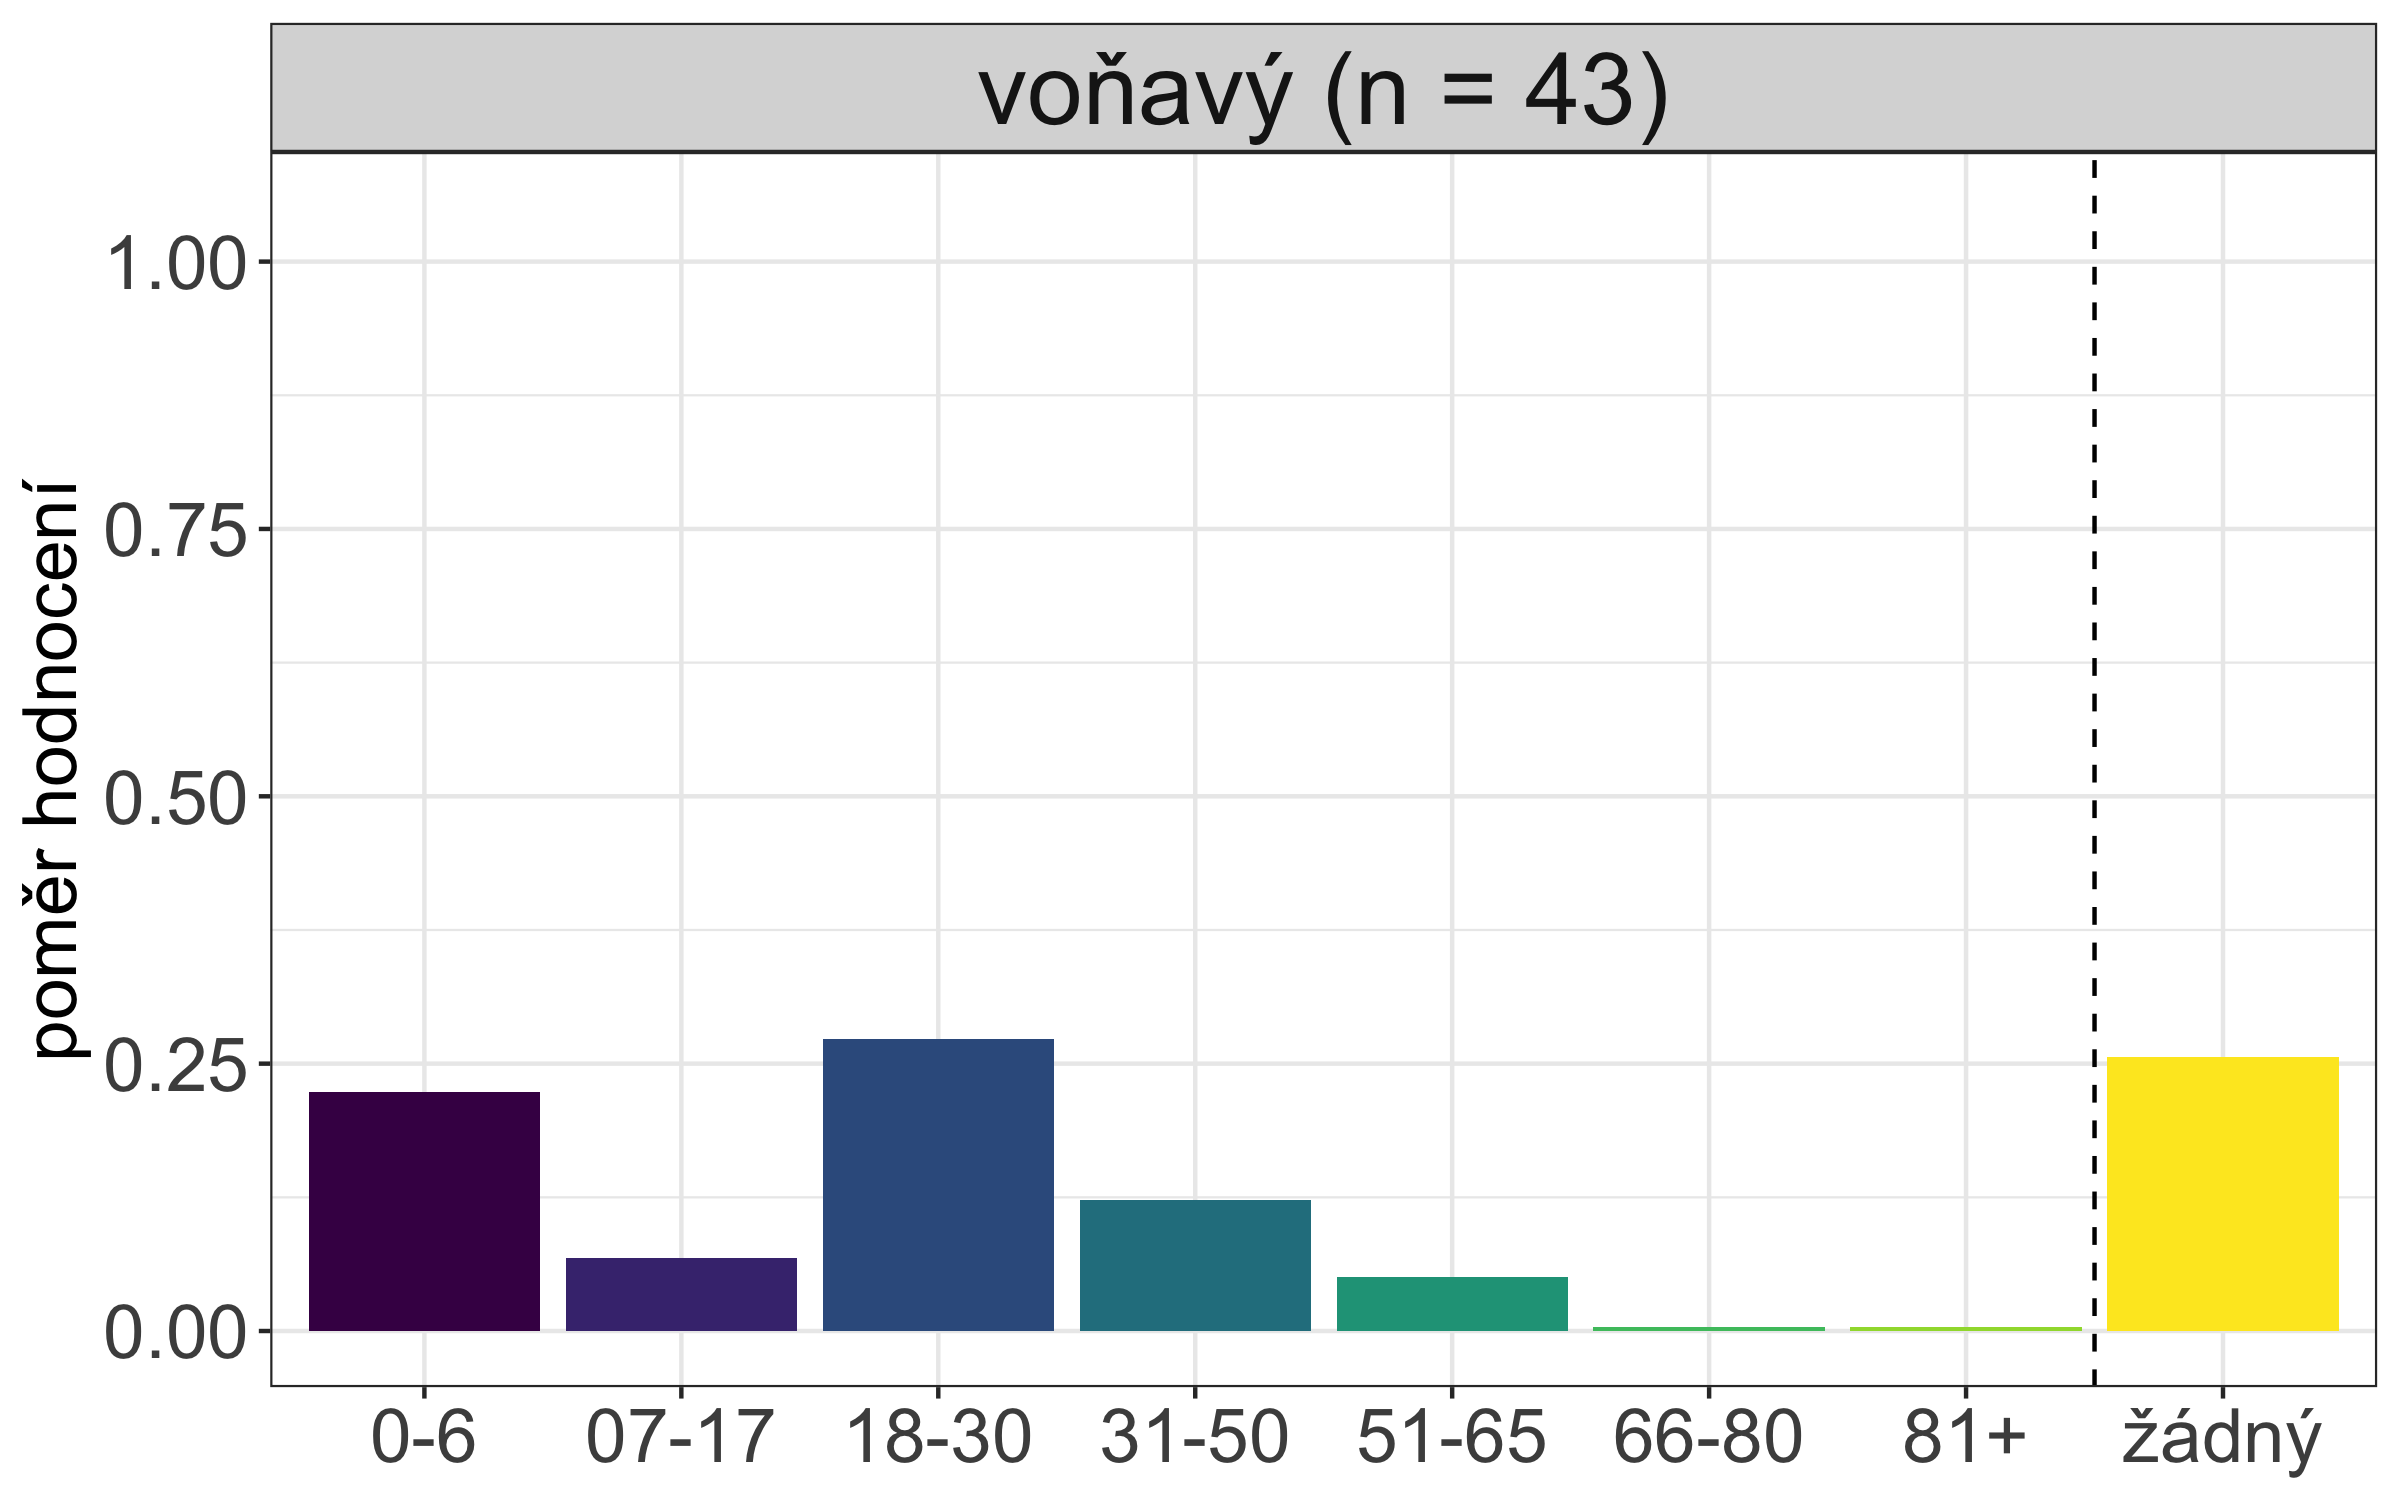 voňavý (n = 43)
poměr hodnocení
1.00
0.75
0.50
0.25
0.00
0-6 07-17 18-30 31-50 51-65 66-80 81+ žádný